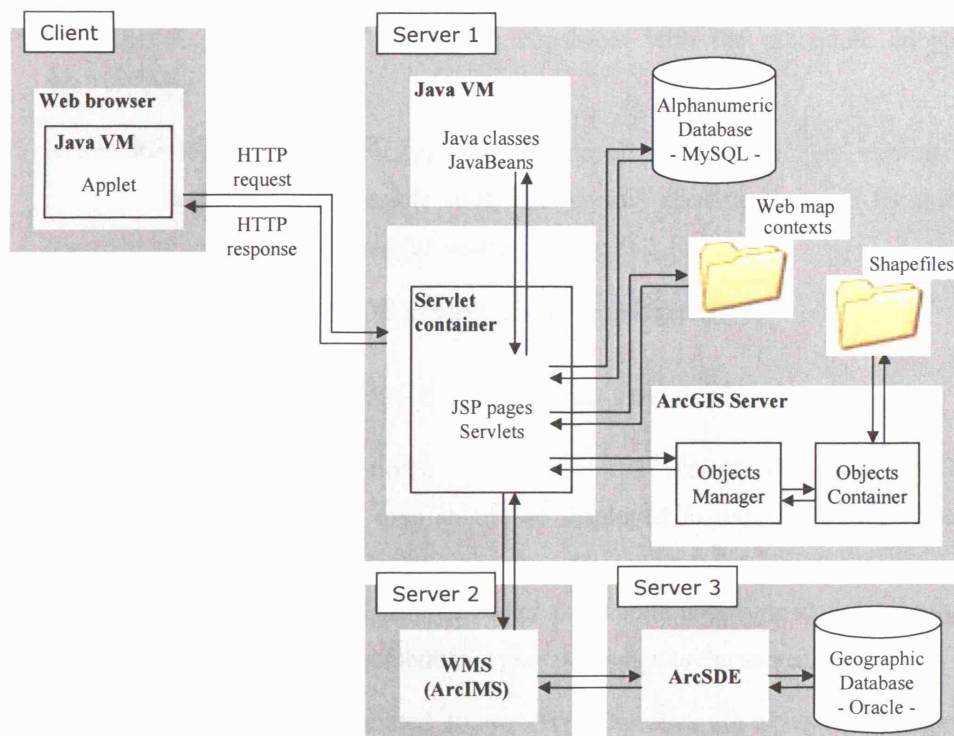 Client
Web browser
Java VM
Applet
HTTP
request
HTTP
response
Server 1
Java VM
Java classes
JavaBeans
Alphanumeric
Database
- MySQL -
Web map
contexts
Shapefiles
Servlet
container
JSP pages
Servlets
ArcGIS Server
Objects
Manager
Objects
Container
Server 2
WMS
(ArcIMS)
Server 3
ArcSDE
Geographic
Database
- Oracle -